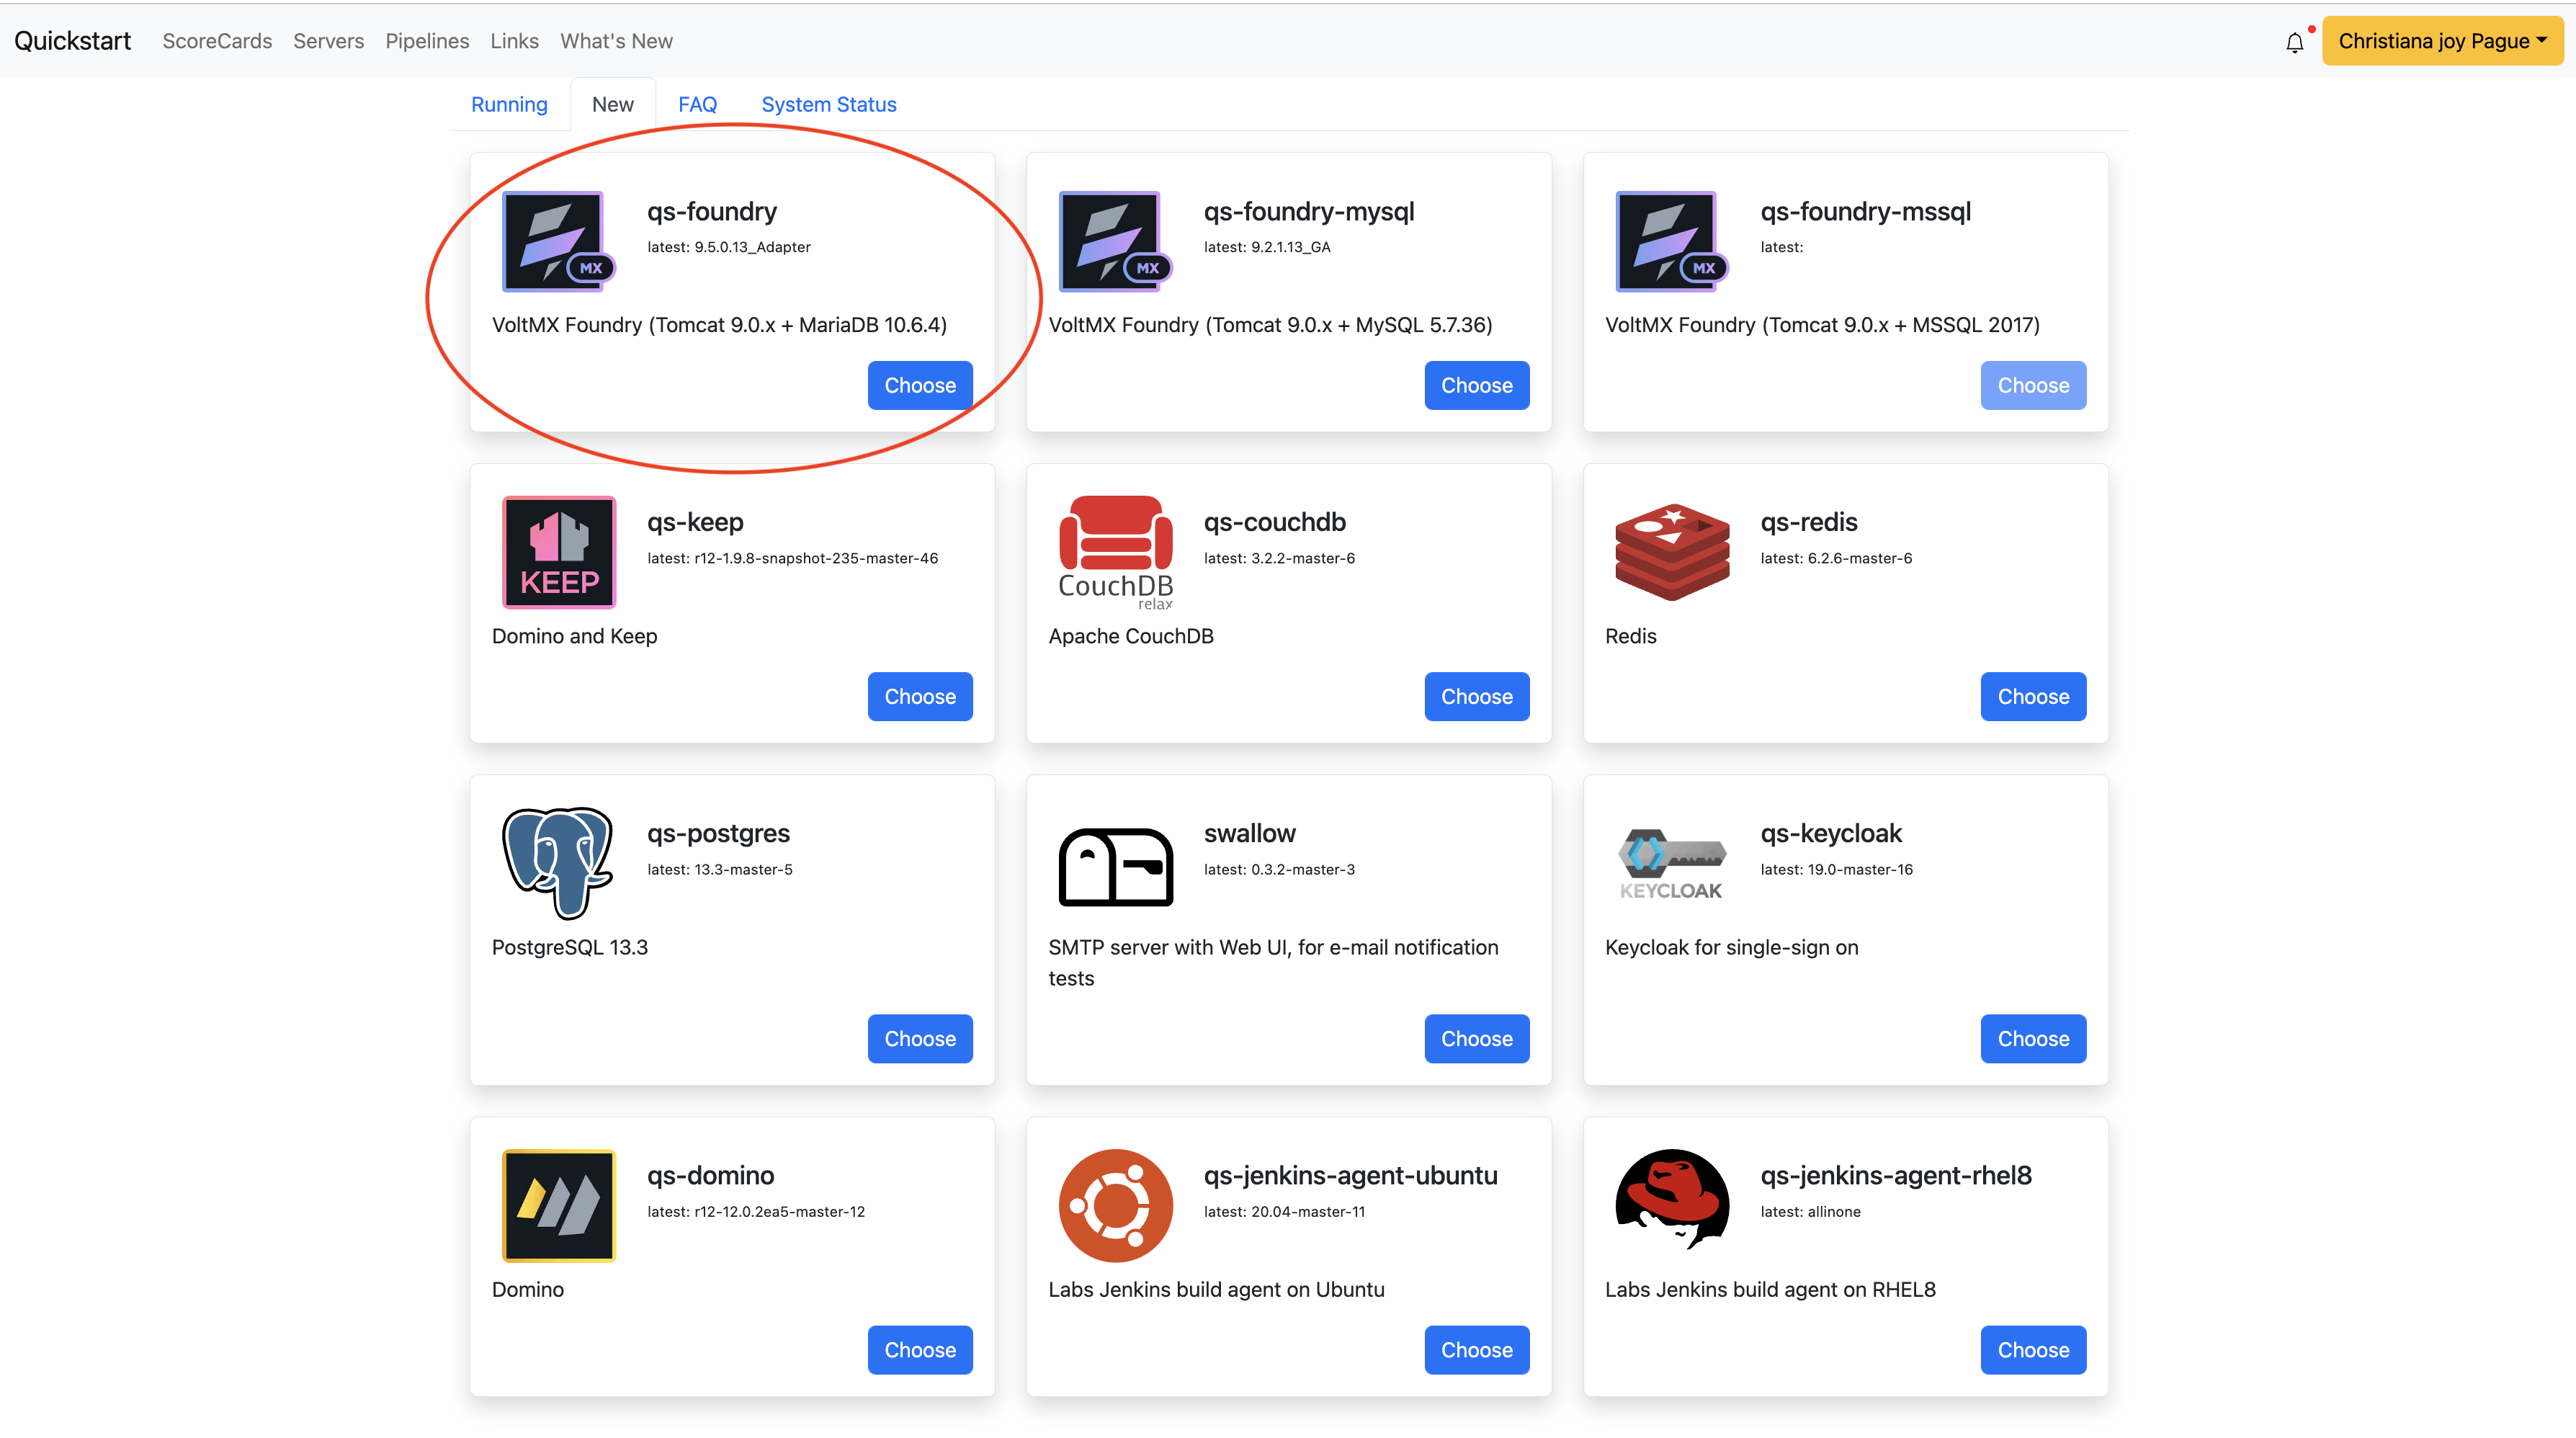 Quickstart ScoreCards Servers Pipelines Links What's New Christiana joy Pague
Running New FAQ System Status
qs-foundry
latest: 9.5.0.13_Adapter
MX
VoltMX Foundry (Tomcat 9.0.x + MariaDB 10.6.4)
Choose
qs-foundry-mysql
latest: 9.2.1.13_GA
MX
VoltMX Foundry (Tomcat 9.0.x + MySQL 5.7.36)
Choose
qs-foundry-mssql
latest:
MX
VoltMX Foundry (Tomcat 9.0.x + MSSQL 2017)
Choose
qs-keep
latest: r12-1.9.8-snapshot-235-master-46
KEEP
Domino and Keep
Choose
qs-couchdb
latest: 3.2.2-master-6
CouchDB
relax
Apache CouchDB
Choose
qs-redis
latest: 6.2.6-master-6
Redis
Choose
qs-postgres
latest: 13.3-master-5
PostgreSQL 13.3
Choose
swallow
latest: 0.3.2-master-3
SMTP server with Web UI, for e-mail notification
tests
Choose
qs-keycloak
latest: 19.0-master-16
KEYCLOAK
Keycloak for single-sign on
Choose
qs-domino
latest: r12-12.0.2ea5-master-12
Domino
Choose
qs-jenkins-agent-ubuntu
latest: 20.04-master-11
Labs Jenkins build agent on Ubuntu
Choose
qs-jenkins-agent-rhel8
latest: allinone
Labs Jenkins build agent on RHEL8
Choose